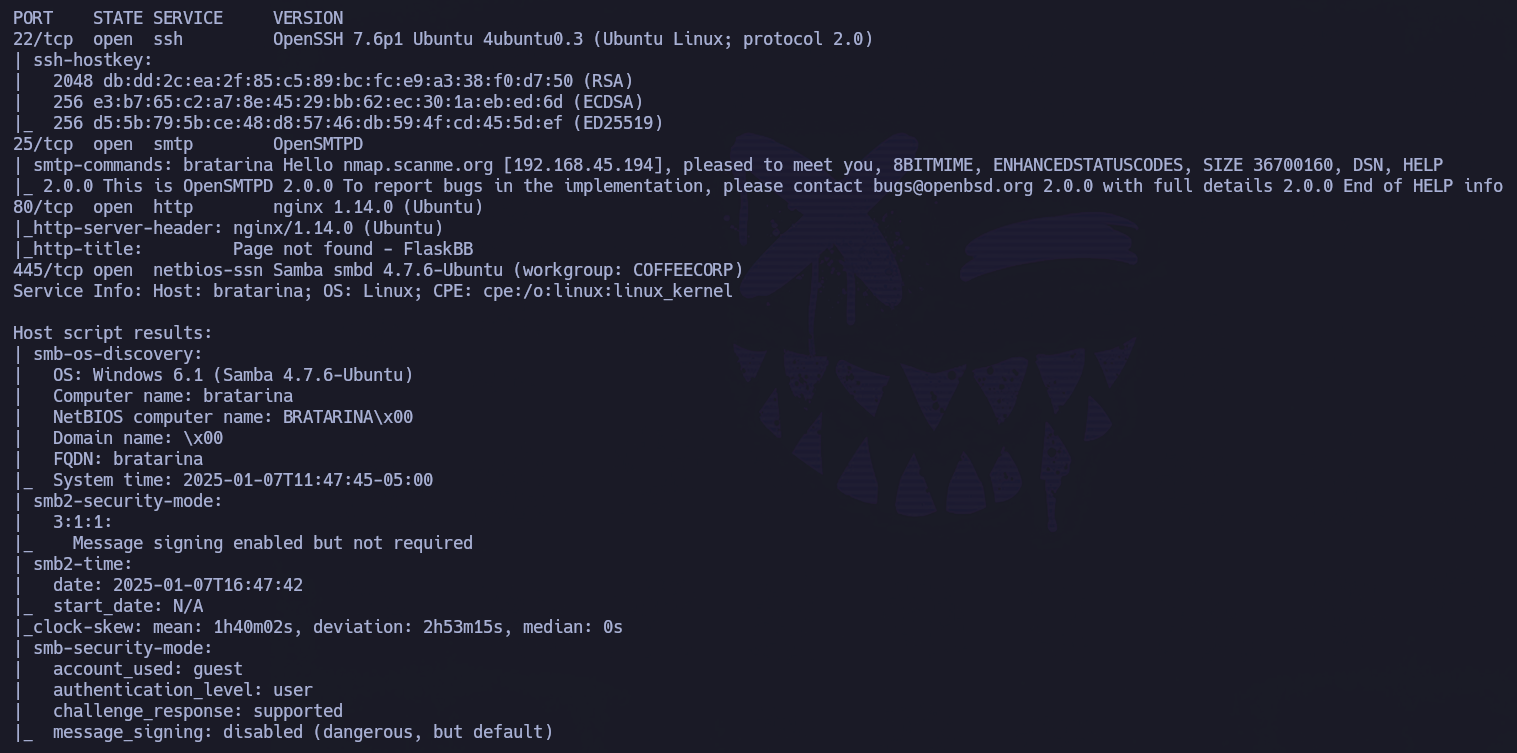 PORT    STATE SERVICE     VERSION
22/tcp  open  ssh         OpenSSH 7.6p1 Ubuntu 4ubuntu0.3 (Ubuntu Linux; protocol 2.0)
| ssh-hostkey:
|   2048 db:dd:2c:ea:2f:85:c5:89:bc:fc:e9:a3:38:f0:d7:50 (RSA)
|   256 e3:b7:65:c2:a7:8e:45:29:bb:62:ec:30:1a:eb:ed:6d (ECDSA)
|_  256 d5:5b:79:5b:ce:48:d8:57:46:db:59:4f:cd:45:5d:ef (ED25519)
25/tcp  open  smtp        OpenSMTPD
| smtp-commands: bratarina Hello nmap.scanme.org [192.168.45.194], pleased to meet you, 8BITMIME, ENHANCEDSTATUSCODES, SIZE 36700160, DSN, HELP
|_ 2.0.0 This is OpenSMTPD 2.0.0 To report bugs in the implementation, please contact bugs@openbsd.org 2.0.0 with full details 2.0.0 End of HELP info
80/tcp  open  http        nginx 1.14.0 (Ubuntu)
|_http-server-header: nginx/1.14.0 (Ubuntu)
|_http-title:         Page not found - FlaskBB
445/tcp open  netbios-ssn Samba smbd 4.7.6-Ubuntu (workgroup: COFFEECORP)
Service Info: Host: bratarina; OS: Linux; CPE: cpe:/o:linux:linux_kernel
Host script results:
| smb-os-discovery:
|   OS: Windows 6.1 (Samba 4.7.6-Ubuntu)
|   Computer name: bratarina
|   NetBIOS computer name: BRATARINA\x00
|   Domain name: \x00
|   FQDN: bratarina
|_  System time: 2025-01-07T11:47:45-05:00
| smb2-security-mode:
|   3:1:1:
|_    Message signing enabled but not required
| smb2-time:
|   date: 2025-01-07T16:47:42
|_  start_date: N/A
|_clock-skew: mean: 1h40m02s, deviation: 2h53m15s, median: 0s
| smb-security-mode:
|   account_used: guest
|   authentication_level: user
|   challenge_response: supported
|_  message_signing: disabled (dangerous, but default)